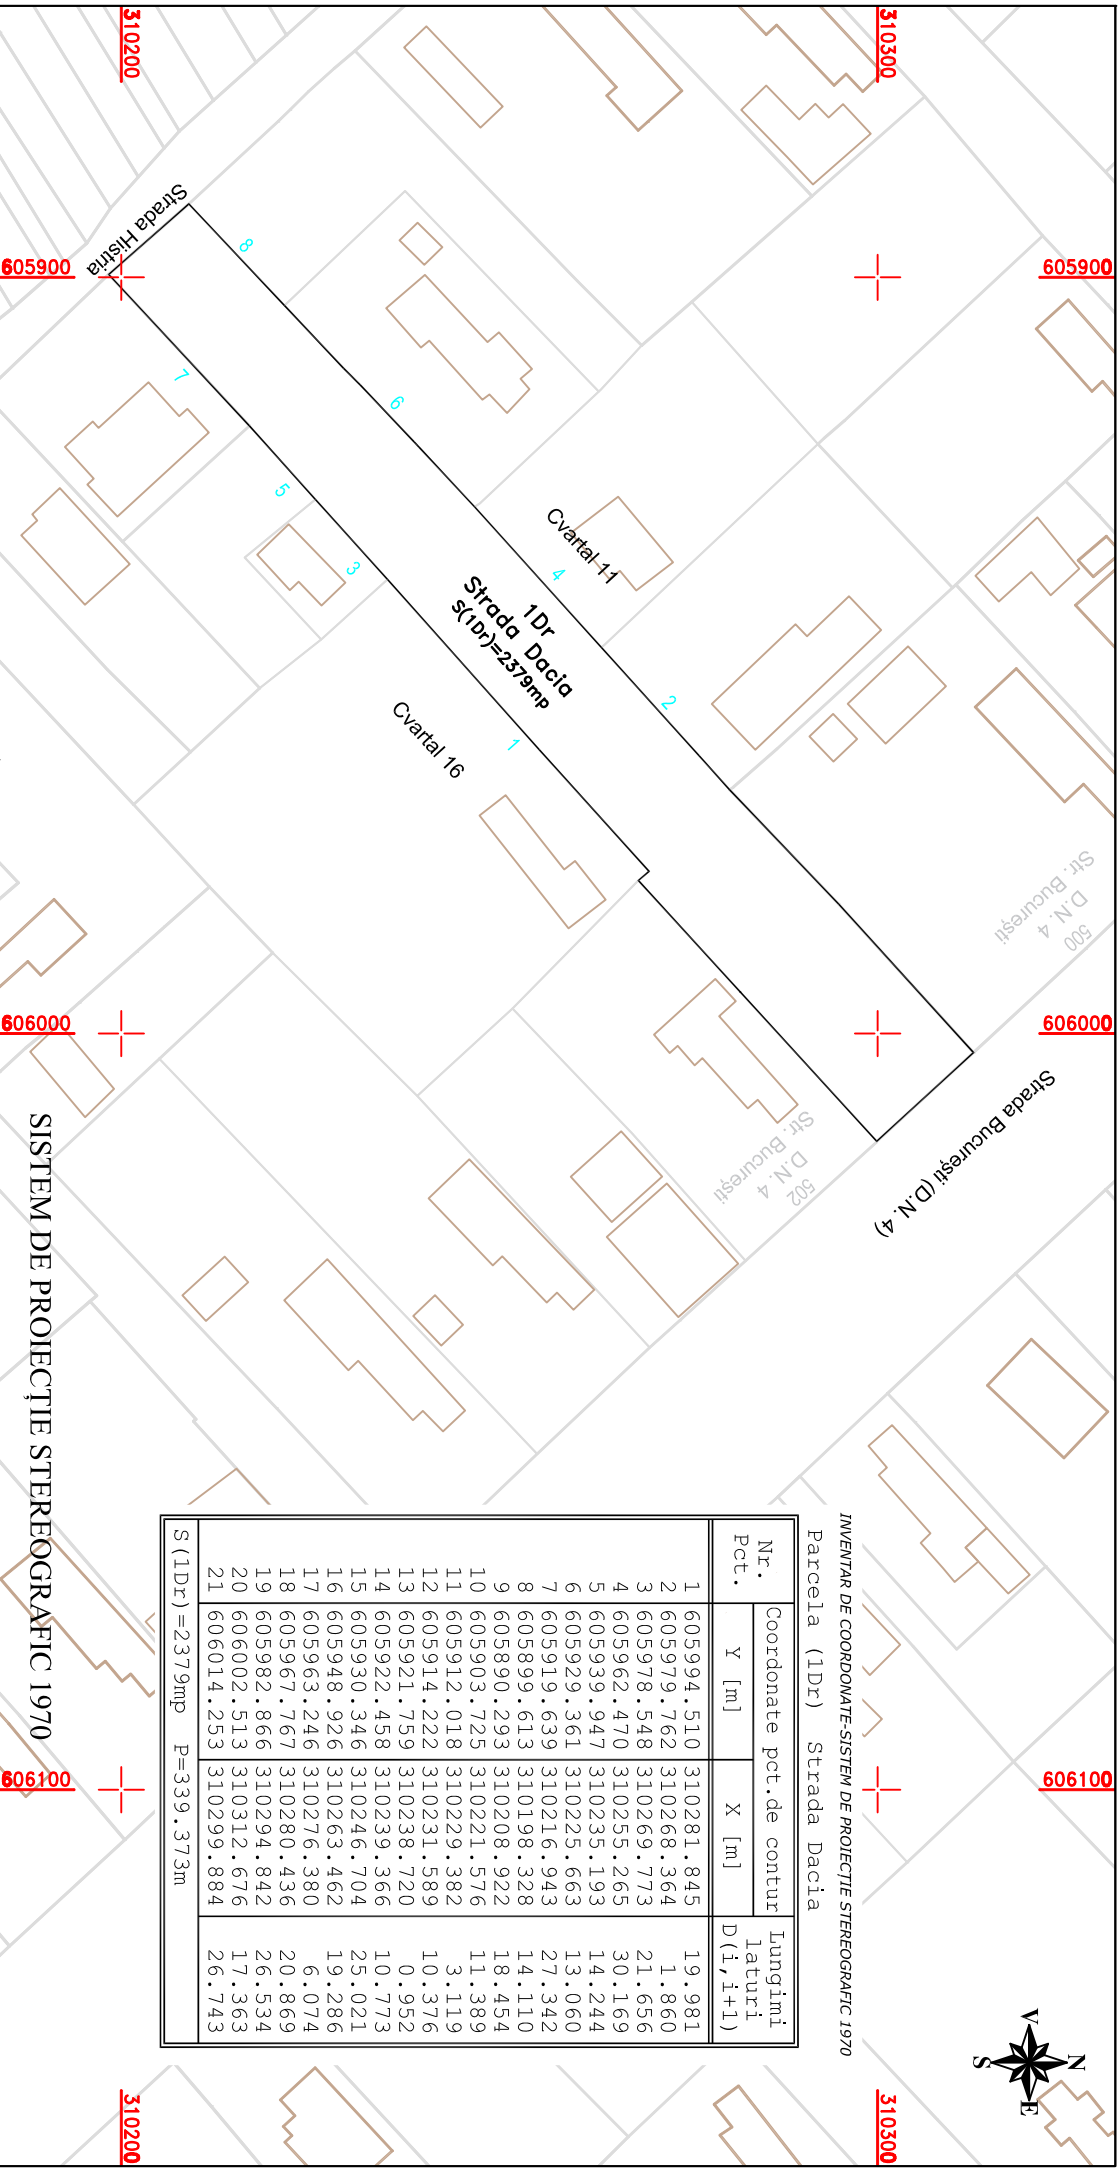 310200
310300
605900
605900
606000
606000
606100
606100
310200
310300
Strada Histria
8
7
6
5
3
4
2
1
Cvartal 11
1Dr
Strada Dacia
S(1Dr)=2379mp
Cvartal 16
500
D.N. 4
Str. București
502
D.N. 4
Str. București
Strada București (D.N. 4)
SISTEM DE PROIECȚIE STEREOGRAFIC 1970
N
V
E
S
INVENTAR DE COORDONATE-SISTEM DE PROIECȚIE STEREOGRAFIC 1970
Parcela (1Dr) Strada Dacia
Nr. Pct. Coordonate pct.de contur Lungimi laturi
Y [m] X [m] D(i,i+1)
1 605994.510 310281.845 19.981
2 605979.762 310268.364 1.860
3 605978.548 310269.773 21.656
4 605962.470 310255.265 30.169
5 605939.947 310235.193 14.244
6 605929.361 310225.663 13.060
7 605919.639 310216.943 27.342
8 605899.613 310198.328 14.110
9 605890.293 310208.922 18.454
10 605903.725 310221.576 11.389
11 605912.018 310229.382 3.119
12 605914.222 310231.589 10.376
13 605921.759 310238.720 0.952
14 605922.458 310239.366 10.773
15 605930.346 310246.704 25.021
16 605948.926 310263.462 19.286
17 605963.246 310276.380 6.074
18 605967.767 310280.436 20.869
19 605982.866 310294.842 26.534
20 606002.513 310312.676 17.363
21 606014.253 310299.884 26.743
S(1Dr)=2379mp P=339.373m